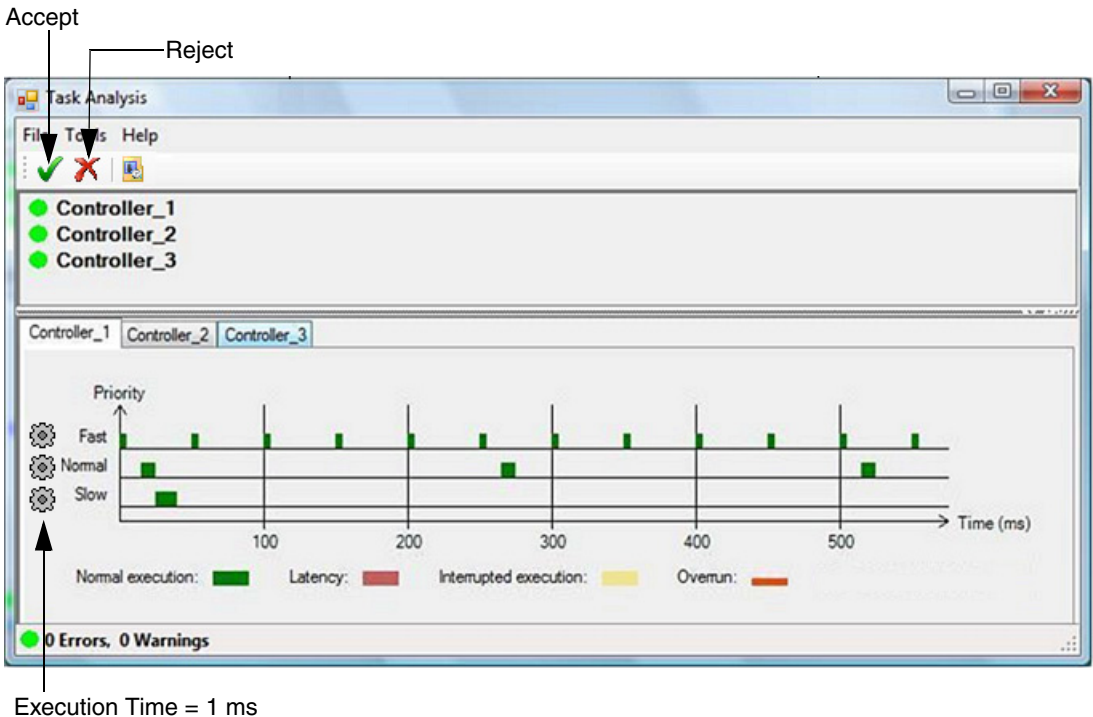 Accept
Reject
Task Analysis
File Tools Help
Controller_1
Controller_2
Controller_3
Controller_1 Controller_2 Controller_3
Priority
Fast
Normal
Slow
Time (ms)
100 200 300 400 500
Normal execution: Latency: Interrupted execution: Overrun:
0 Errors, 0 Warnings
Execution Time = 1 ms